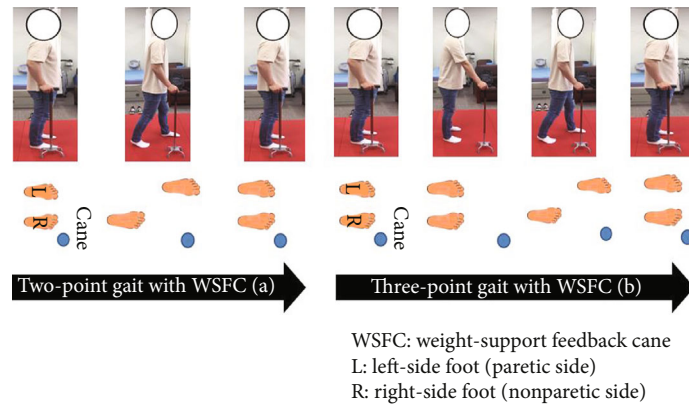 L
R
Cane
L
R
Cane
Two-point gait with WSFC (a)
Three-point gait with WSFC (b)
WSFC: weight-support feedback cane
L: left-side foot (paretic side)
R: right-side foot (nonparetic side)